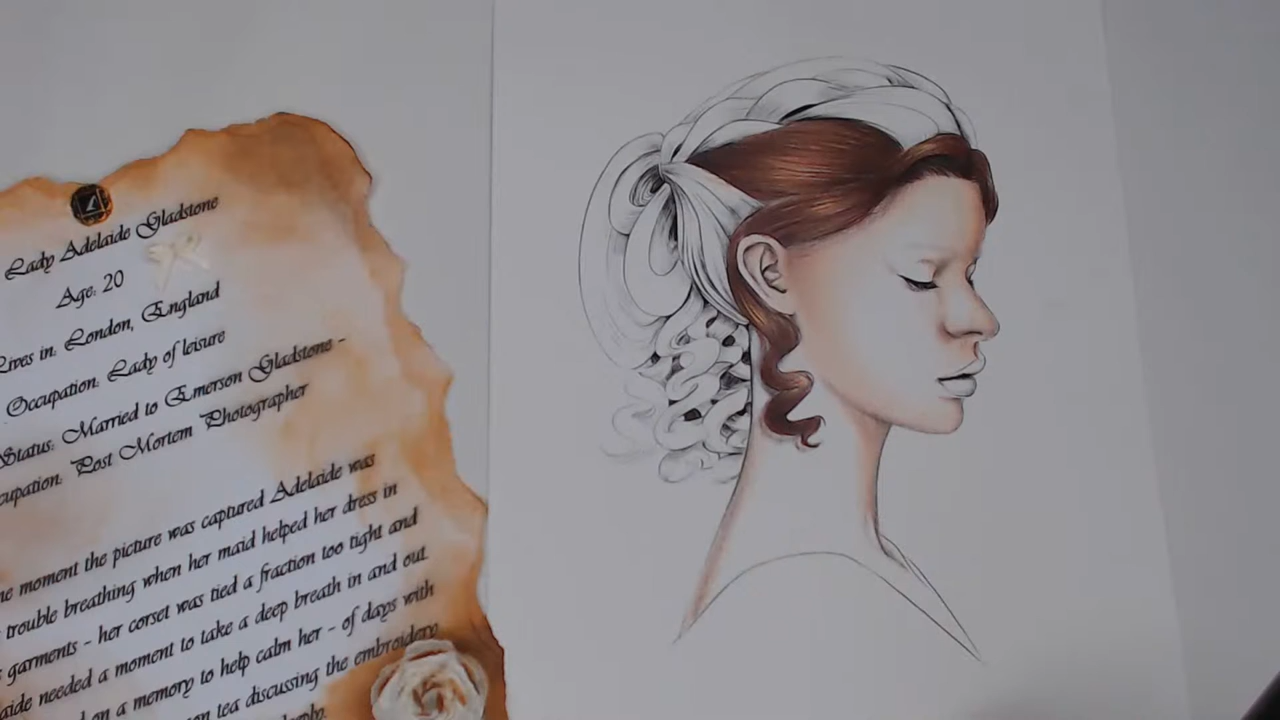 Lady Adelaide Gladstone
Age: 20
Lives in: London, England
Occupation: Lady of leisure
Status: Married to Emerson Gladstone -
Occupation: Post Mortem Photographer
moment the picture was captured Adelaide was
trouble breathing when her maid helped her dress in
garments - her corset was tied a fraction too tight and
needed a moment to take a deep breath in and out
on a memory to help calm her - of days with
tea discussing the embroidery